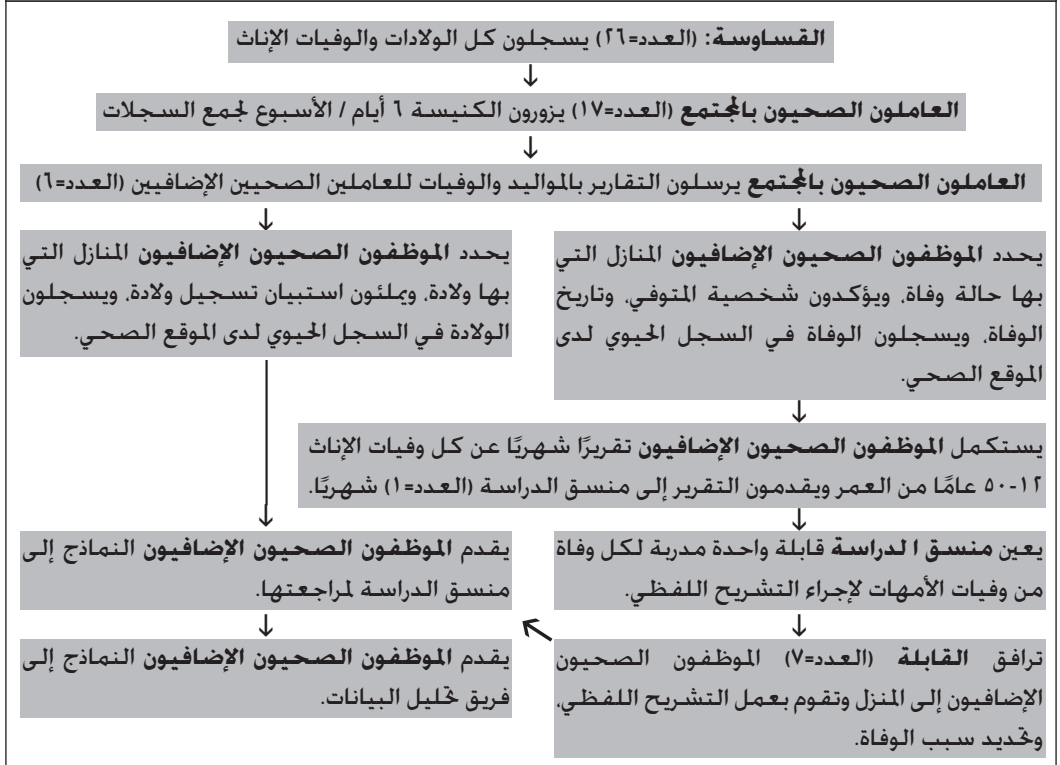 القساوسة: (العدد=٢٦) يسجلون كل الولادات والوفيات الإناث
العاملون الصحيون بالمجتمع (العدد=١٧) يزورون الكنيسة ٦ أيام / الأسبوع لجمع السجلات
العاملون الصحيون بالمجتمع يرسلون التقارير بالمواليد والوفيات للعاملين الصحيين الإضافيين (العدد=٦)
يحدد الموظفون الصحيون الإضافيون المنازل التي
بها حالة وفاة، ويؤكدون شخصية المتوفي، وتاريخ
الوفاة، ويسجلون الوفاة في السجل الحيوي لدى
الموقع الصحي.
يحدد الموظفون الصحيون الإضافيون المنازل التي
بها ولادة، ويملئون استبيان تسجيل ولادة، ويسجلون
الولادة في السجل الحيوي لدى الموقع الصحي.
يستكمل الموظفون الصحيون الإضافيون تقريرًا شهريًا عن كل وفيات الإناث
١٢-٥٠ عامًا من العمر ويقدمون التقرير إلى منسق الدراسة (العدد=١) شهريًا.
يعين منسق ا لدراسة قابلة واحدة مدربة لكل وفاة
من وفيات الأمهات لإجراء التشريح اللفظي.
يقدم الموظفون الصحيون الإضافيون النماذج إلى
منسق الدراسة لمراجعتها.
ترافق القابلة (العدد=٧) الموظفون الصحيون
الإضافيون إلى المنزل وتقوم بعمل التشريح اللفظي،
وتحديد سبب الوفاة.
يقدم الموظفون الصحيون الإضافيون النماذج إلى
فريق تحليل البيانات.